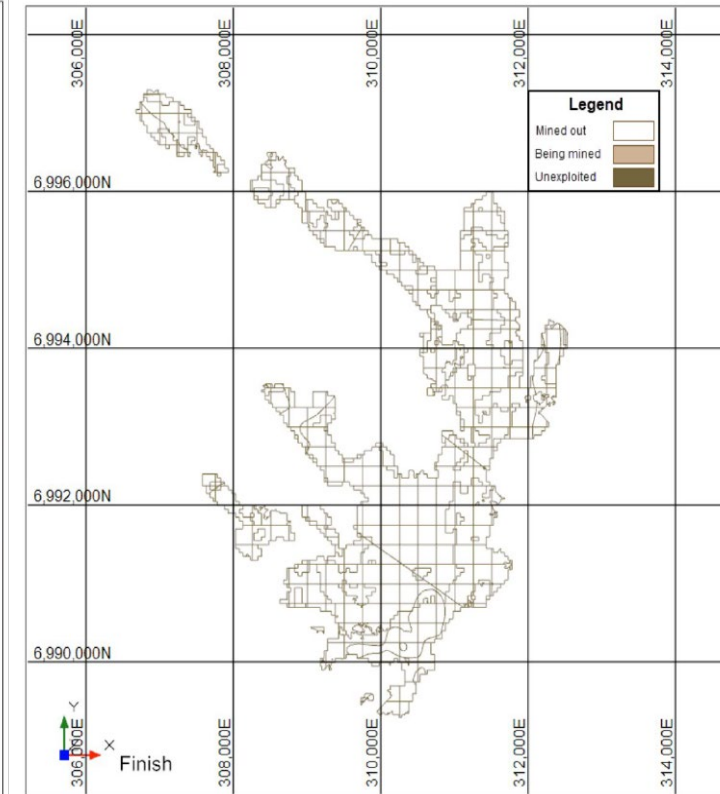 306,000E
308,000E
310,000E
312,000E
314,000E
Legend
Mined out
Being mined
Unexploited
6,996,000N
6,994,000N
6,992,000N
6,990,000N
Y
X
Finish
306,000E
308,000E
310,000E
312,000E
314,000E